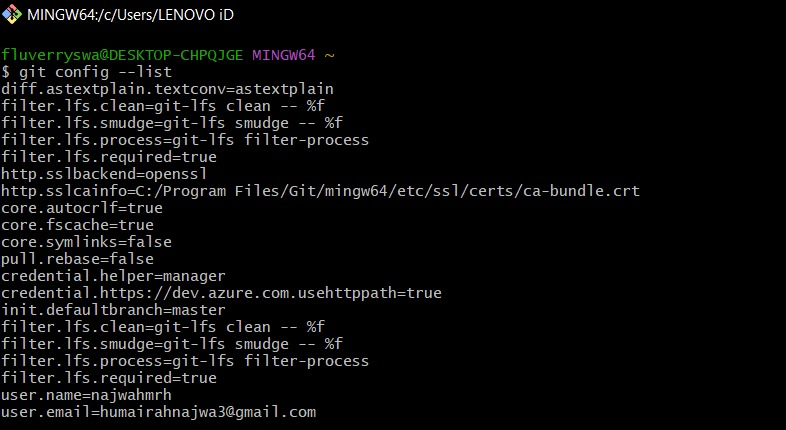 MINGW64:/c/Users/LENOVO iD
fluverryswa@DESKTOP-CHPQJGE MINGW64 ~
$ git config --list
diff.astextplain.textconv=astextplain
filter.lfs.clean=git-lfs clean -- %f
filter.lfs.smudge=git-lfs smudge -- %f
filter.lfs.process=git-lfs filter-process
filter.lfs.required=true
http.sslbackend=openssl
http.sslcainfo=C:/Program Files/Git/mingw64/etc/ssl/certs/ca-bundle.crt
core.autocrlf=true
core.fscache=true
core.symlinks=false
pull.rebase=false
credential.helper=manager
credential.https://dev.azure.com.usehttppath=true
init.defaultbranch=master
filter.lfs.clean=git-lfs clean -- %f
filter.lfs.smudge=git-lfs smudge -- %f
filter.lfs.process=git-lfs filter-process
filter.lfs.required=true
user.name=najwahmrh
user.email=humairahnajwa3@gmail.com